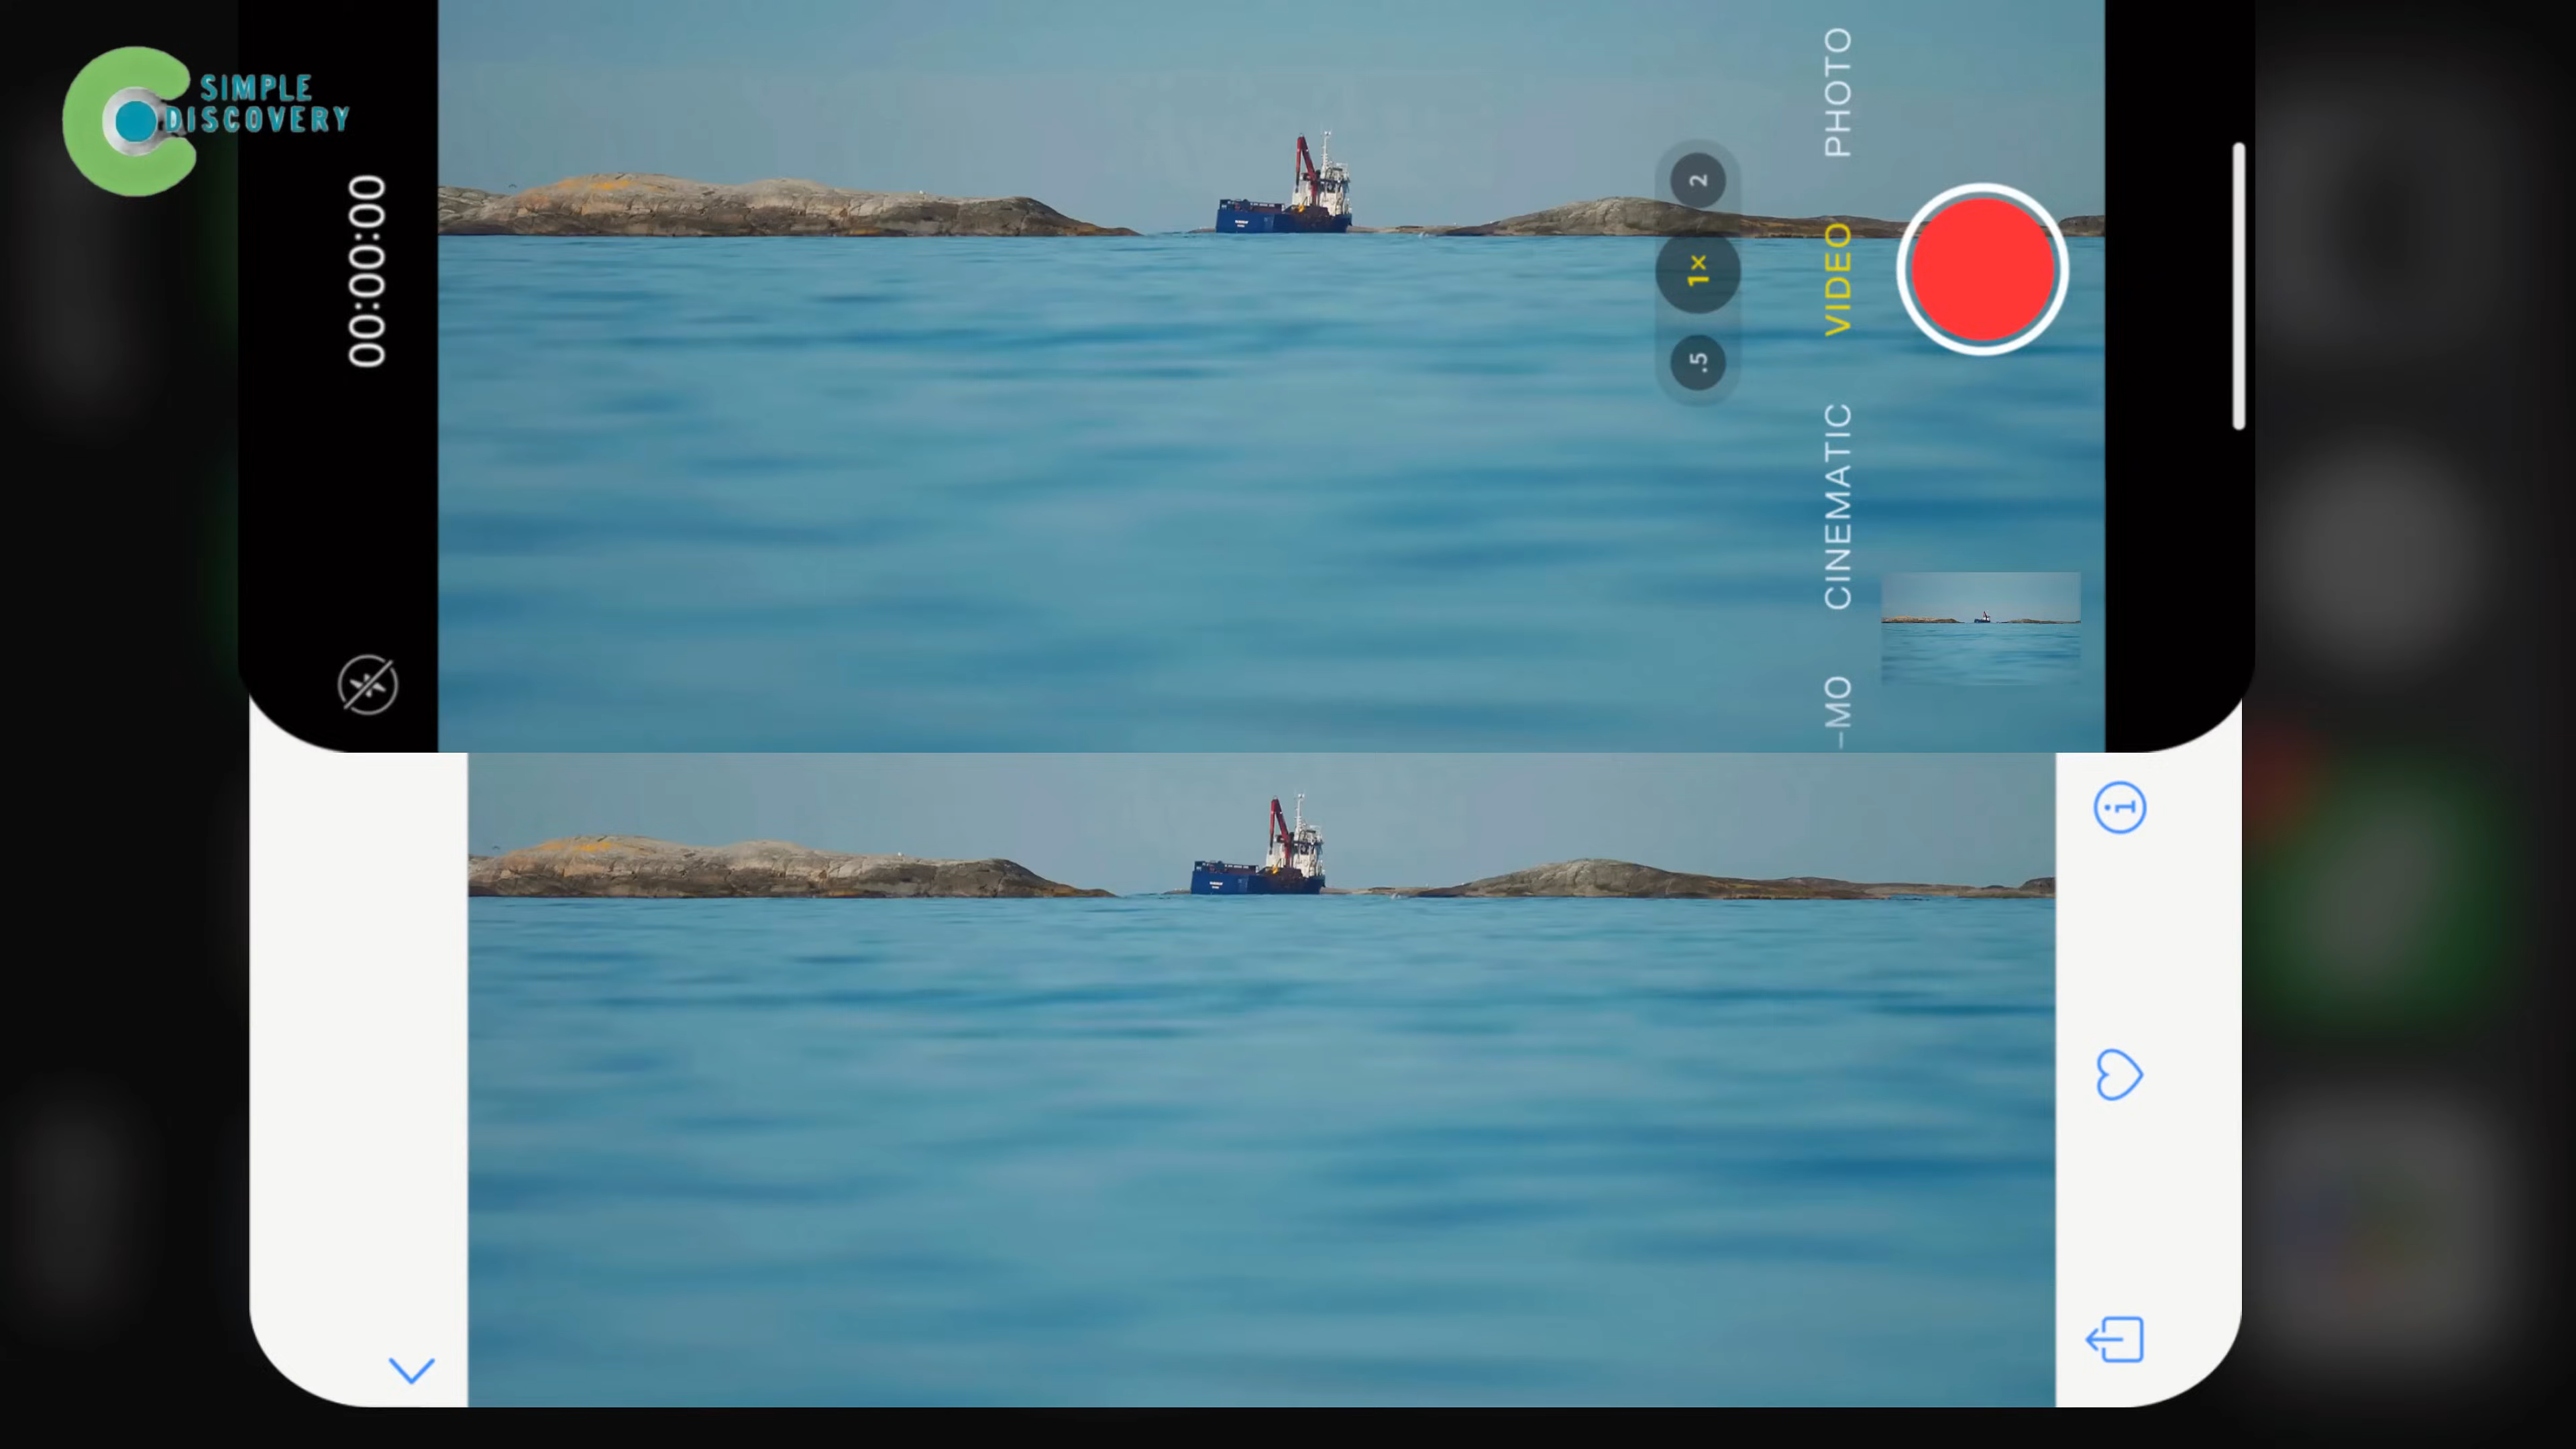 SIMPLE
DISCOVERY
00:00:00
PHOTO
VIDEO
CINEMATIC
-MO
2
1×
.5